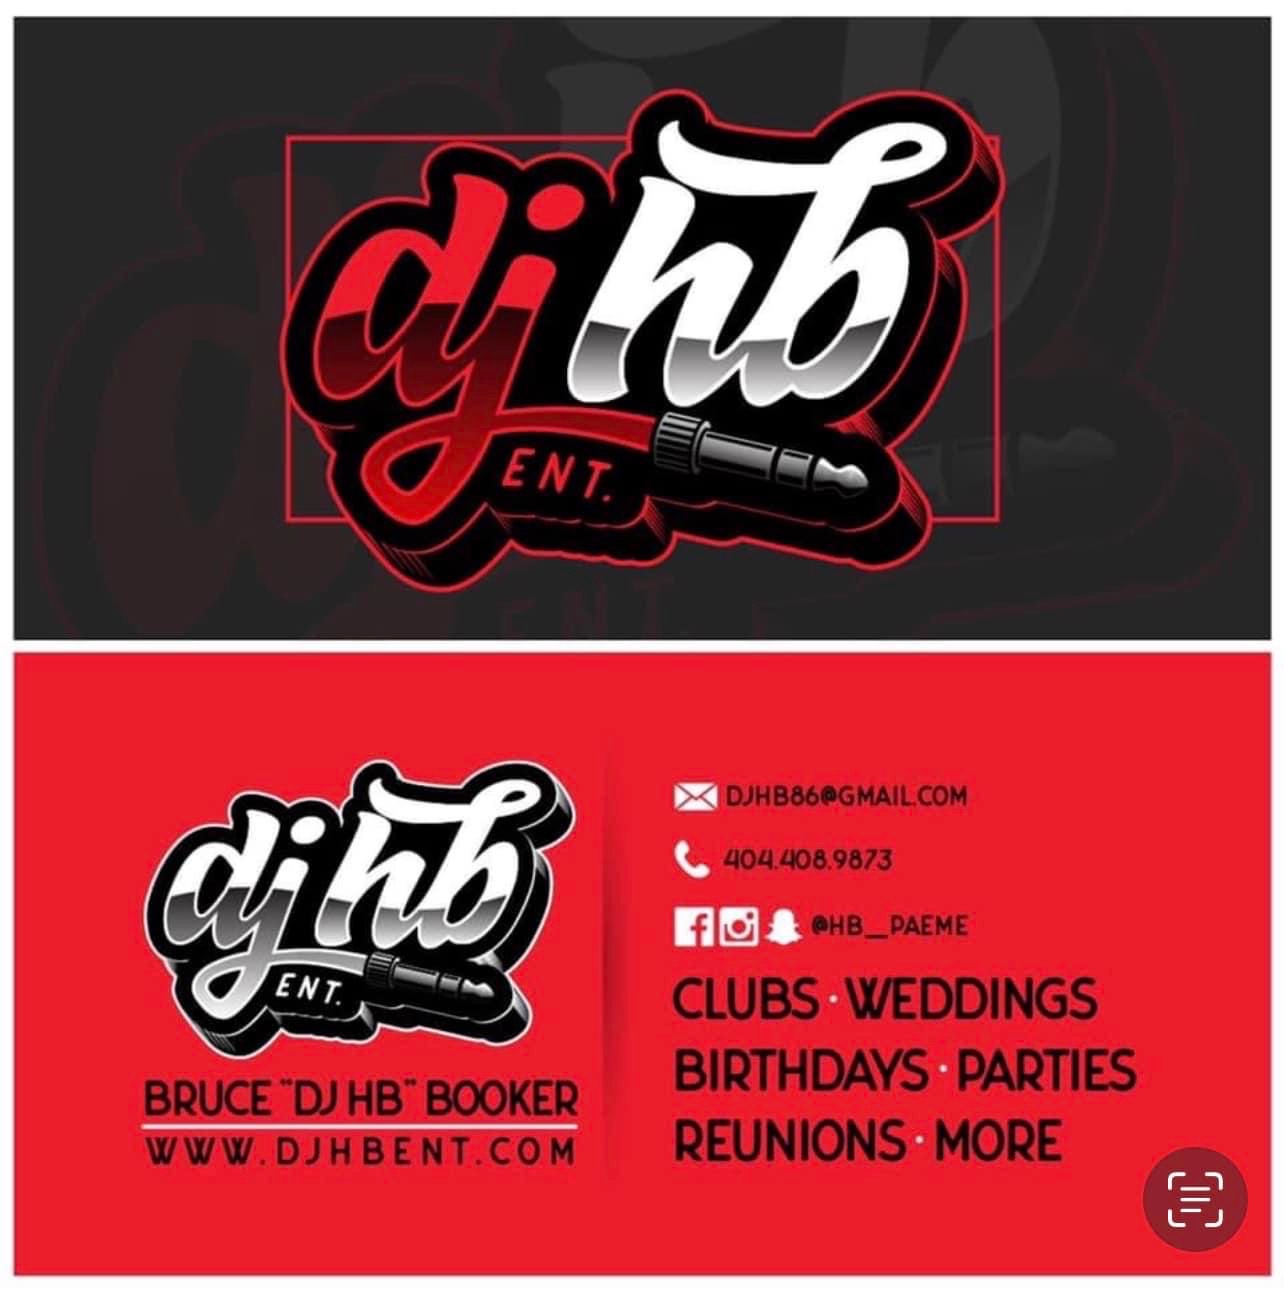 dj hb
ENT.
dj hb
ENT.
BRUCE "DJ HB" BOOKER
WWW.DJHBENT.COM
DJHB86@GMAIL.COM
404.408.9873
@HB_PAEME
CLUBS · WEDDINGS
BIRTHDAYS · PARTIES
REUNIONS · MORE